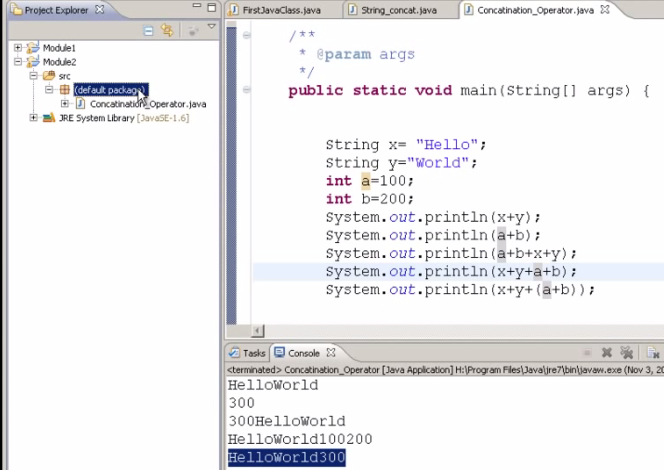 Project Explorer
Module1
Module2
src
(default package)
Concatination_Operator.java
JRE System Library [JavaSE-1.6]
FirstJavaClass.java
String_concat.java
Concatination_Operator.java
/**
* @param args
*/
public static void main(String[] args) {
String x= "Hello";
String y="World";
int a=100;
int b=200;
System.out.println(x+y);
System.out.println(a+b);
System.out.println(a+b+x+y);
System.out.println(x+y+a+b);
System.out.println(x+y+(a+b));
Tasks
Console
<terminated> Concatination_Operator [Java Application] H:\Program Files\Java\jre7\bin\javaw.exe (Nov 3, 20
HelloWorld
300
300HelloWorld
HelloWorld100200
HelloWorld300